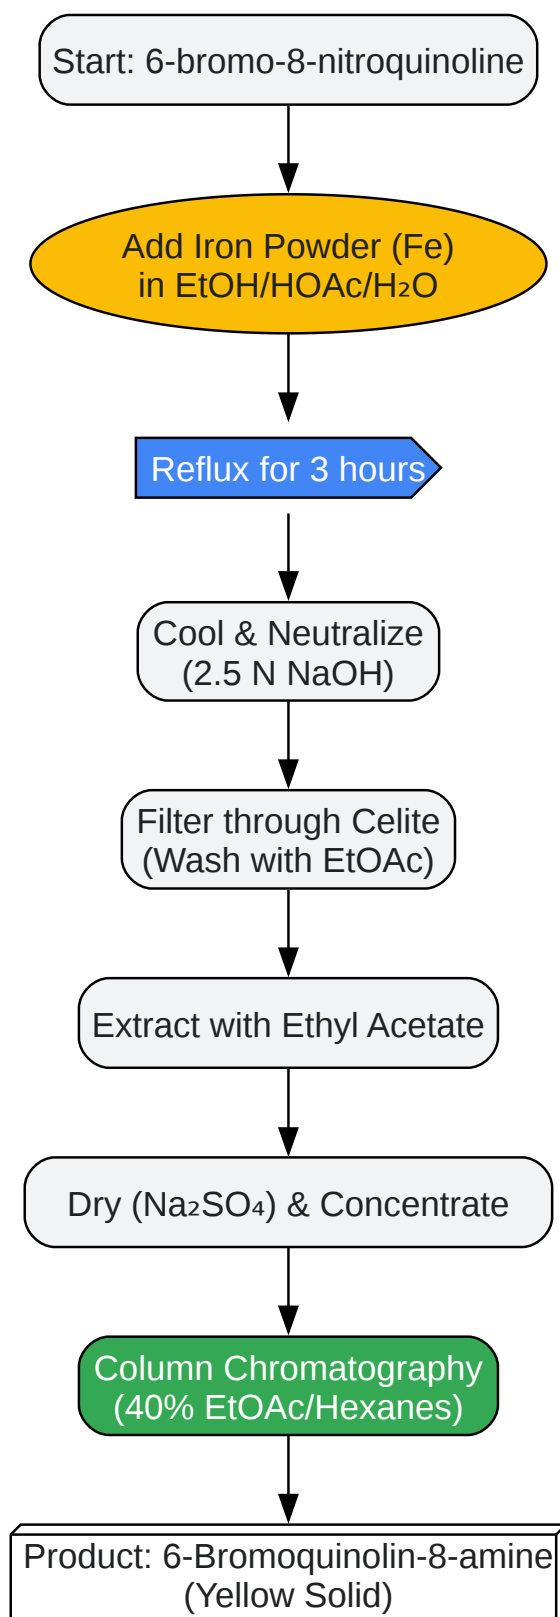 Start: 6-bromo-8-nitroquinoline
Add Iron Powder (Fe)
in EtOH/HOAc/H₂O
Reflux for 3 hours
Cool & Neutralize
(2.5 N NaOH)
Filter through Celite
(Wash with EtOAc)
Extract with Ethyl Acetate
Dry (Na₂SO₄) & Concentrate
Column Chromatography
(40% EtOAc/Hexanes)
Product: 6-Bromoquinolin-8-amine
(Yellow Solid)